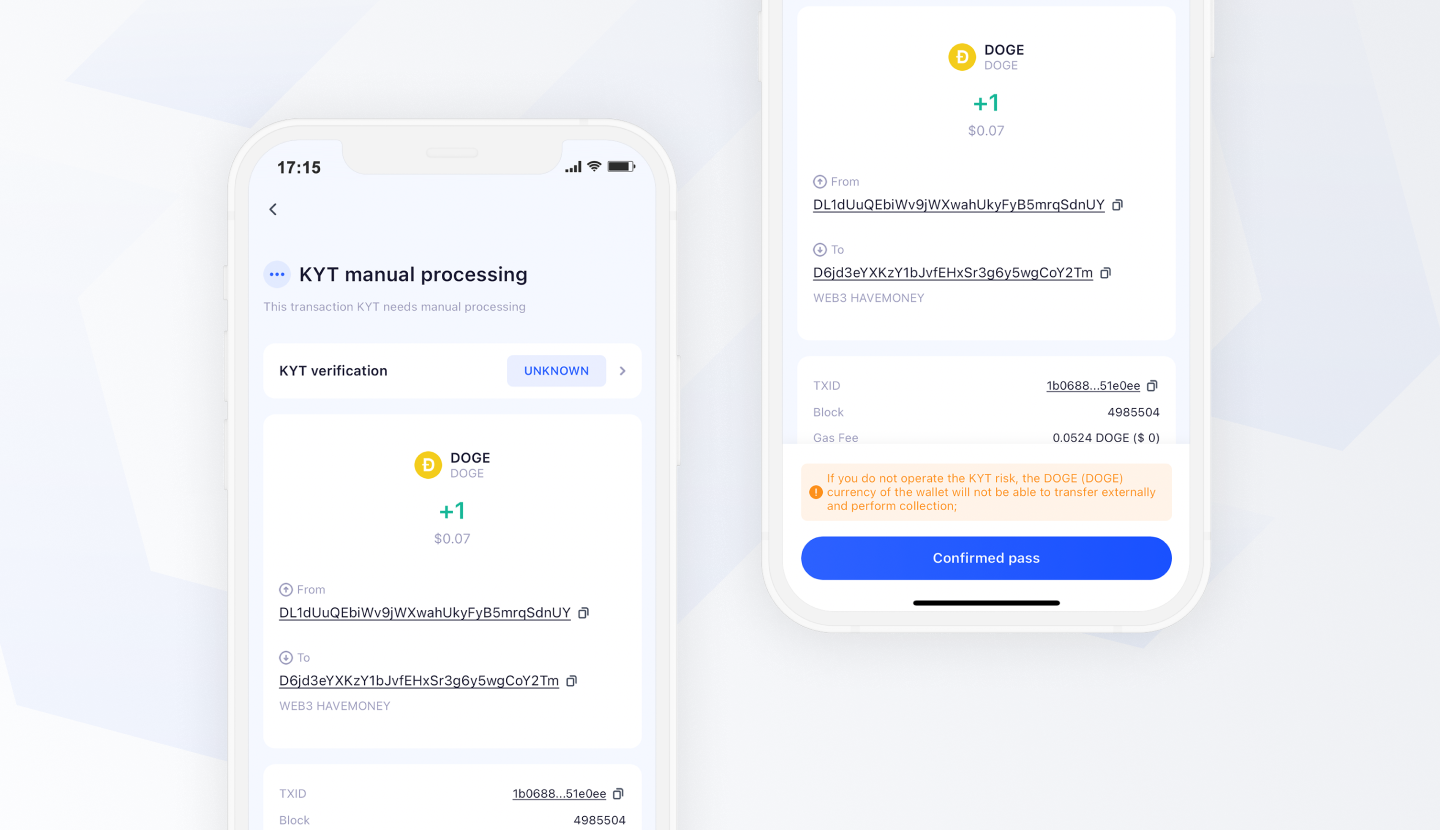 17:15
KYT manual processing
This transaction KYT needs manual processing
KYT verification
UNKNOWN
DOGE
DOGE
+1
$0.07
From
DL1dUuQEbiWv9jWXwahUkyFyB5mrqSdnUY
To
D6jd3eYXKzY1bJvfEHxSr3g6y5wgCoY2Tm
WEB3 HAVEMONEY
TXID 1b0688...51e0ee
Block 4985504
DOGE
DOGE
+1
$0.07
From
DL1dUuQEbiWv9jWXwahUkyFyB5mrqSdnUY
To
D6jd3eYXKzY1bJvfEHxSr3g6y5wgCoY2Tm
WEB3 HAVEMONEY
TXID 1b0688...51e0ee
Block 4985504
Gas Fee 0.0524 DOGE ($ 0)
If you do not operate the KYT risk, the DOGE (DOGE)
currency of the wallet will not be able to transfer externally
and perform collection;
Confirmed pass